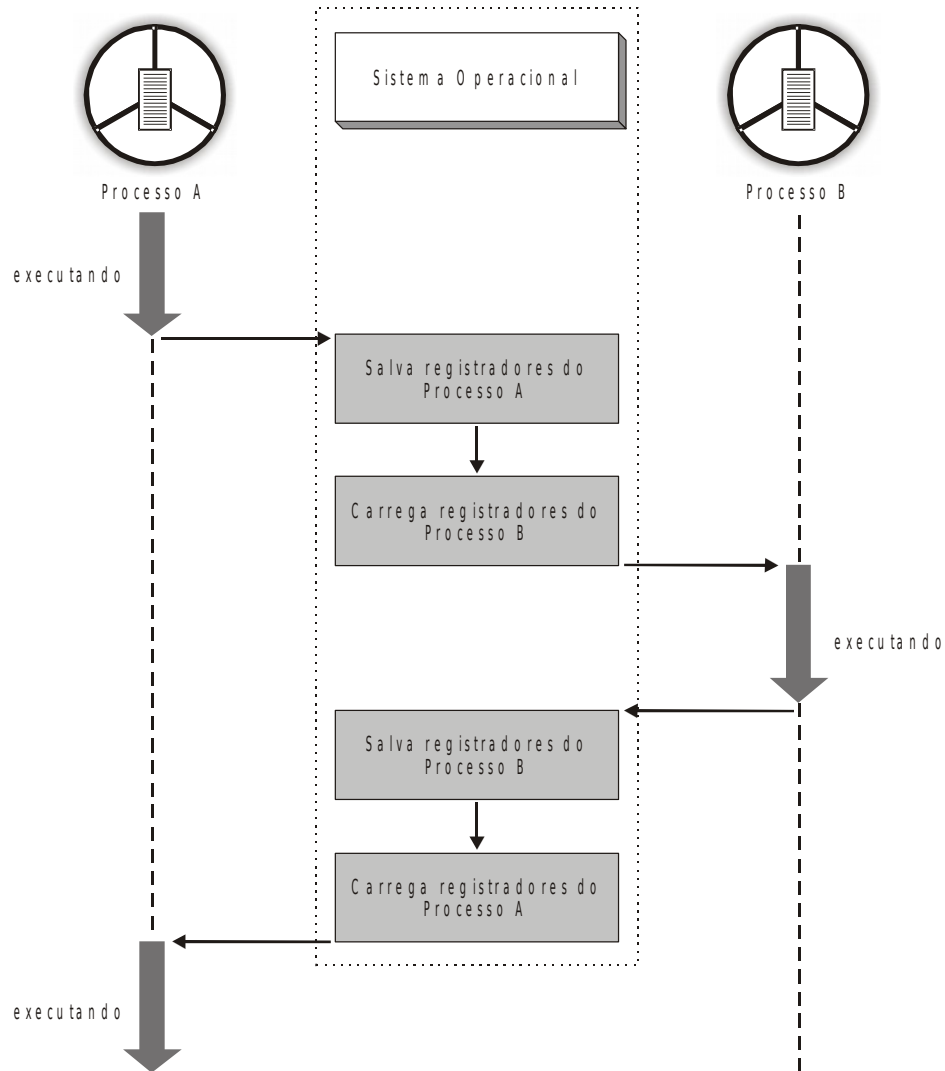 Sistema Operacional
Processo A
Processo B
executando
Salva registradores do
Processo A
Carrega registradores do
Processo B
executando
Salva registradores do
Processo B
Carrega registradores do
Processo A
executando